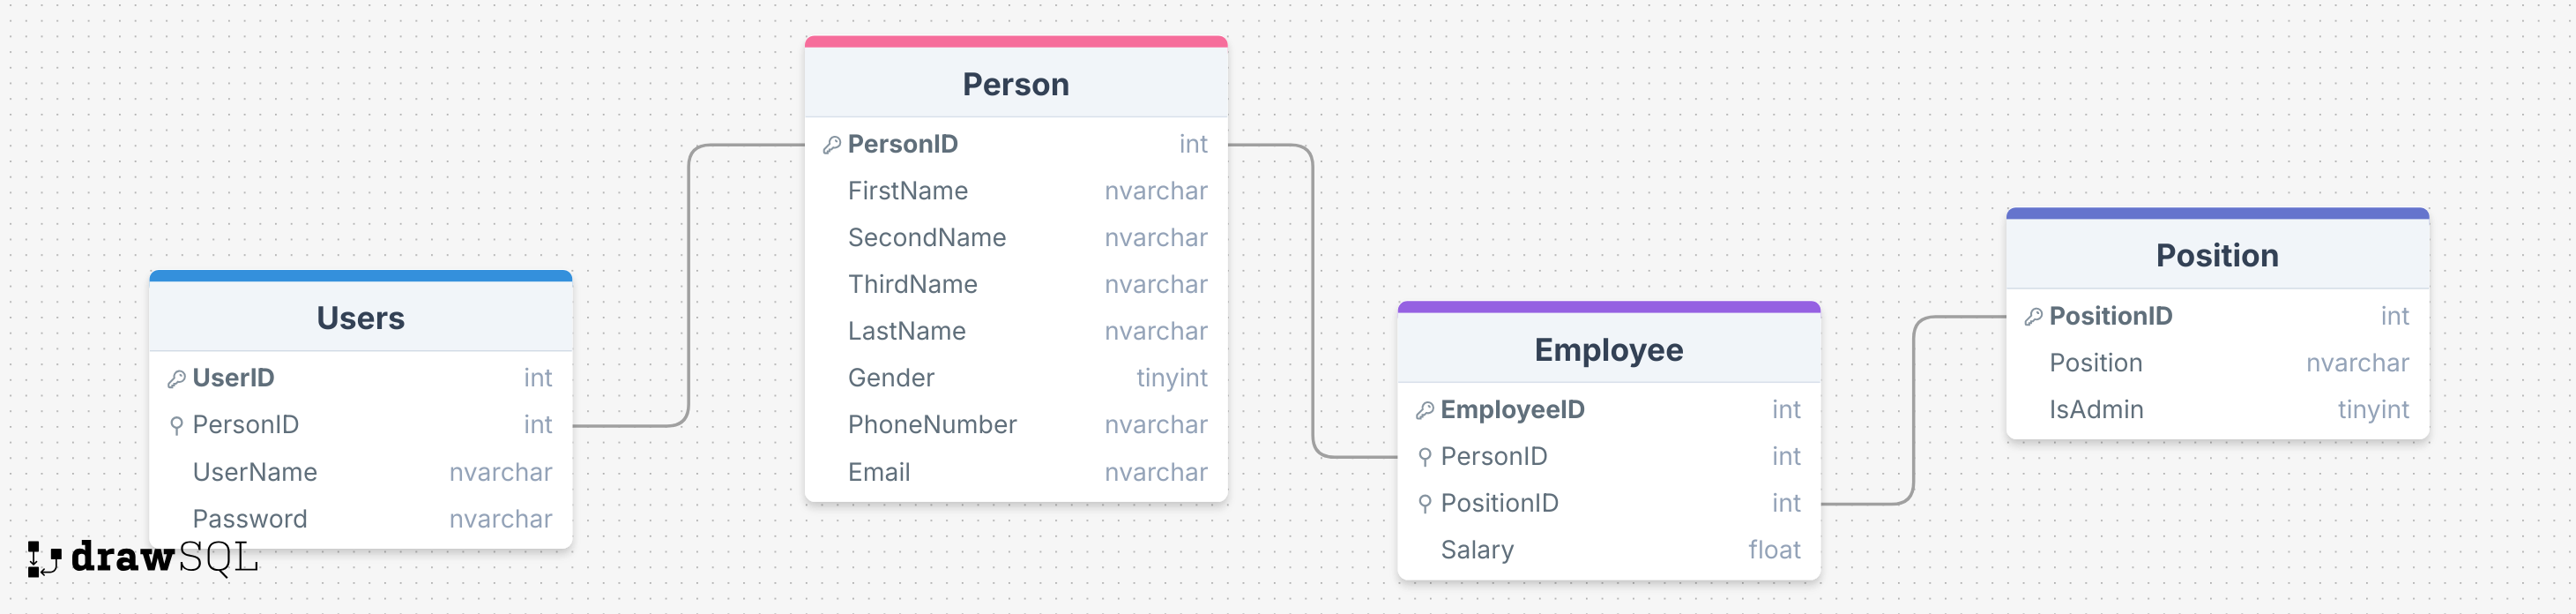 Person
PersonID int
FirstName nvarchar
SecondName nvarchar
ThirdName nvarchar
LastName nvarchar
Gender tinyint
PhoneNumber nvarchar
Email nvarchar
Users
UserID int
PersonID int
UserName nvarchar
Password nvarchar
Employee
EmployeeID int
PersonID int
PositionID int
Salary float
Position
PositionID int
Position nvarchar
IsAdmin tinyint
drawSQL